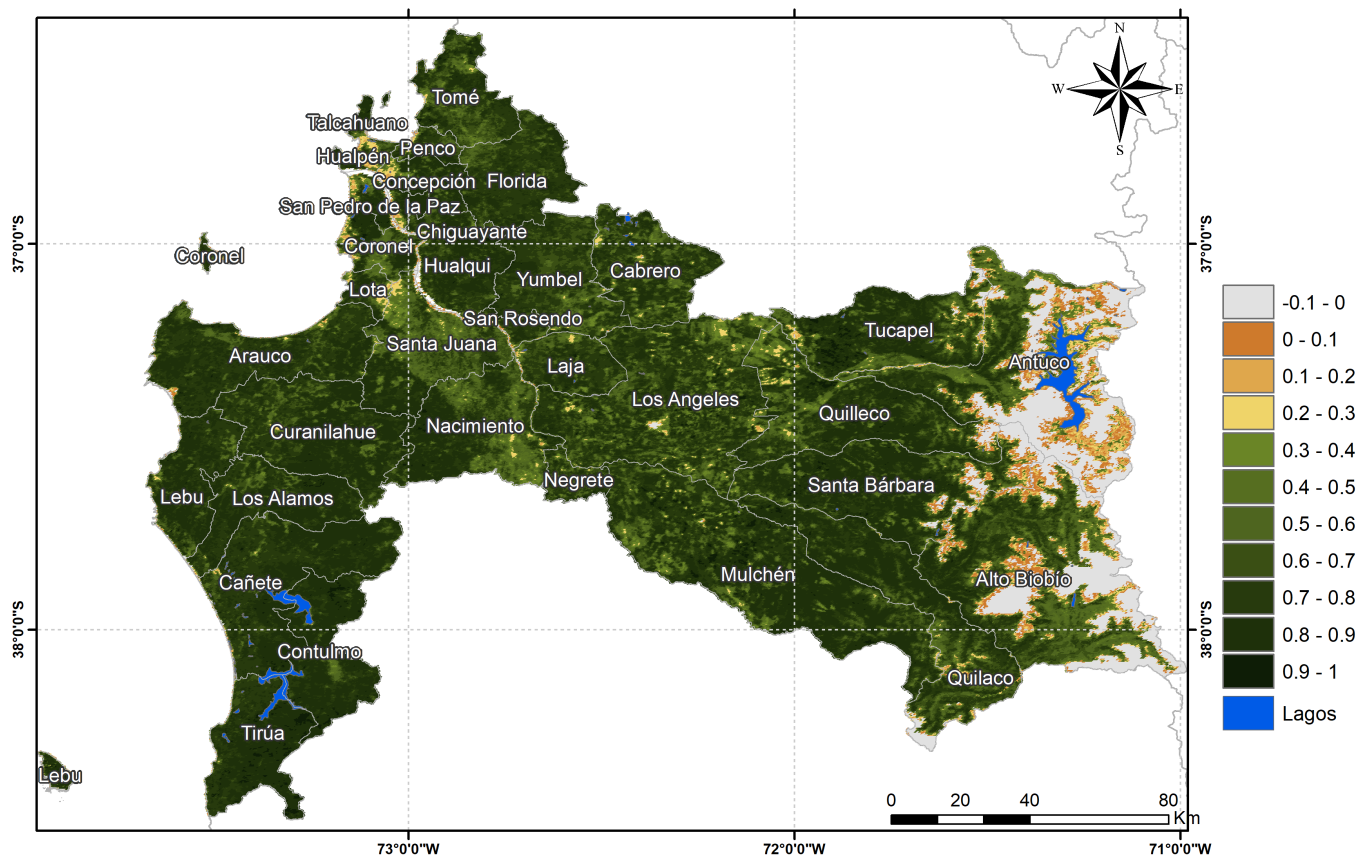 N
W
E
S
Tomé
Talcahuano
Penco
Hualpén
Concepción
Florida
San Pedro de la Paz
Chiguayante
Coronel
Coronel
Hualqui
Cabrero
Yumbel
Lota
San Rosendo
Tucapel
Santa Juana
Arauco
Antuco
Laja
Los Angeles
Quilleco
Nacimiento
Curanilahue
Negrete
Santa Bárbara
Lebu
Los Alamos
Mulchén
Alto Biobío
Cañete
Contulmo
Quilaco
Tirúa
Lebu
37°0'0"S
38°0'0"S
37°0'0"S
38°0'0"S
73°0'0"W
72°0'0"W
71°0'0"W
0 20 40 80
Km
-0.1 - 0
0 - 0.1
0.1 - 0.2
0.2 - 0.3
0.3 - 0.4
0.4 - 0.5
0.5 - 0.6
0.6 - 0.7
0.7 - 0.8
0.8 - 0.9
0.9 - 1
Lagos